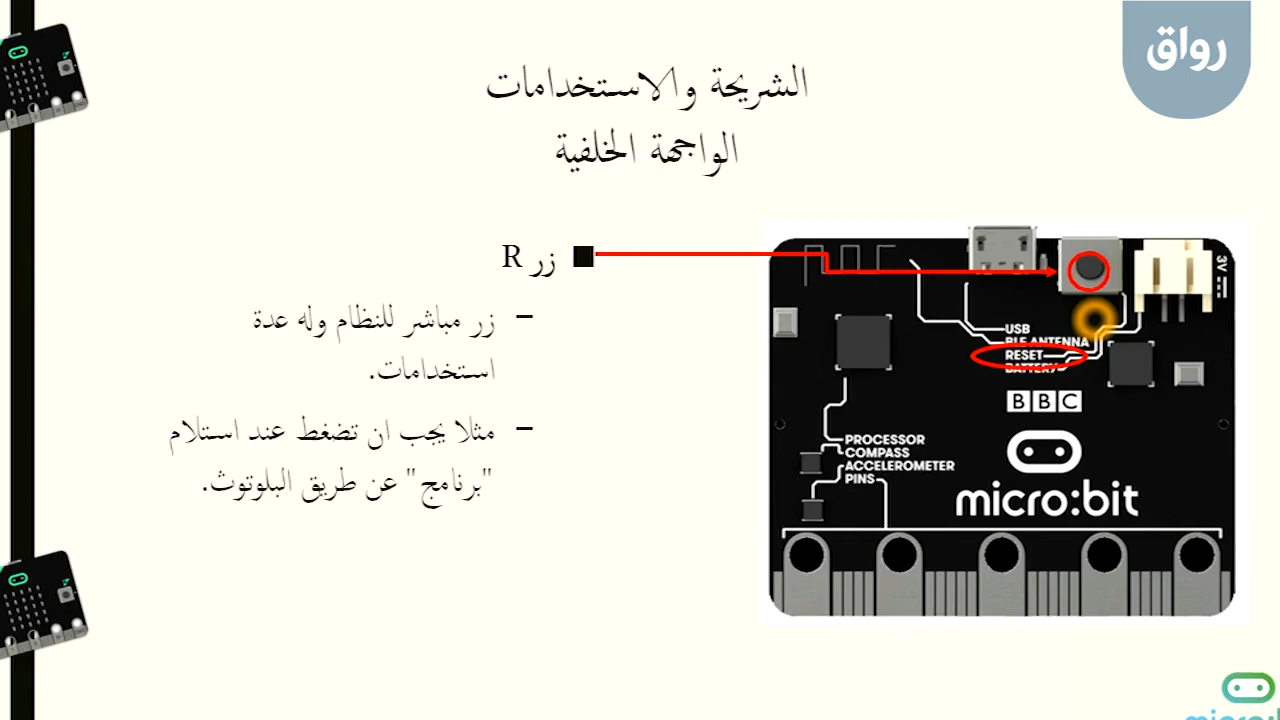 رواق
الشريحة والاستخدامات
الواجهة الخلفية
زر R
– زر مباشر للنظام وله عدة
استخدامات.
– مثلا يجب ان تضغط عند استلام
"برنامج" عن طريق البلوتوث.
3V
USB
BLE ANTENNA
RESET
BATTERY
BBC
PROCESSOR
COMPASS
ACCELEROMETER
PINS
micro:bit